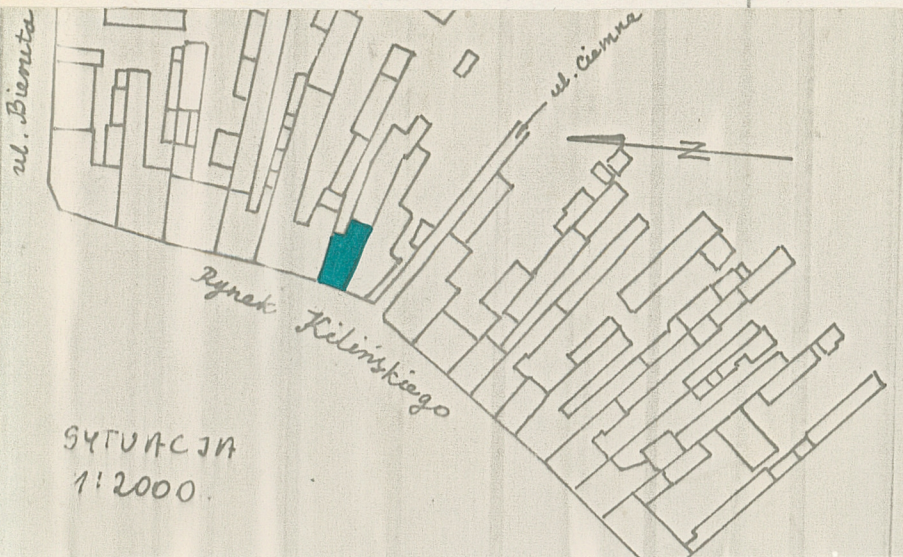 ul. Bieruta
ul. Ciemna
N
Rynek Kilińskiego
SYTUACJA
1:2000.